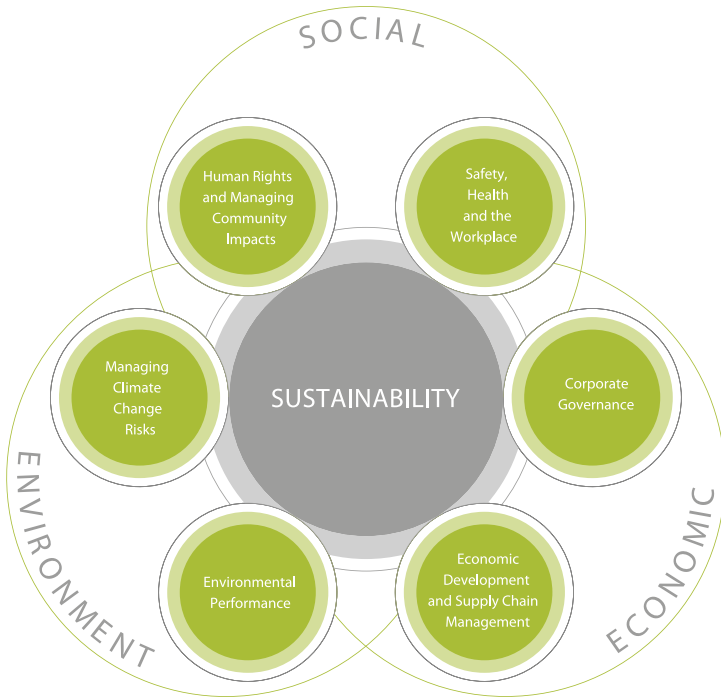 SOCIAL
Human Rights
and Managing
Community
Impacts
Safety,
Health
and the
Workplace
Managing
Climate
Change
Risks
SUSTAINABILITY
Corporate
Governance
ENVIRONMENT
Environmental
Performance
Economic
Development
and Supply Chain
Management
ECONOMIC